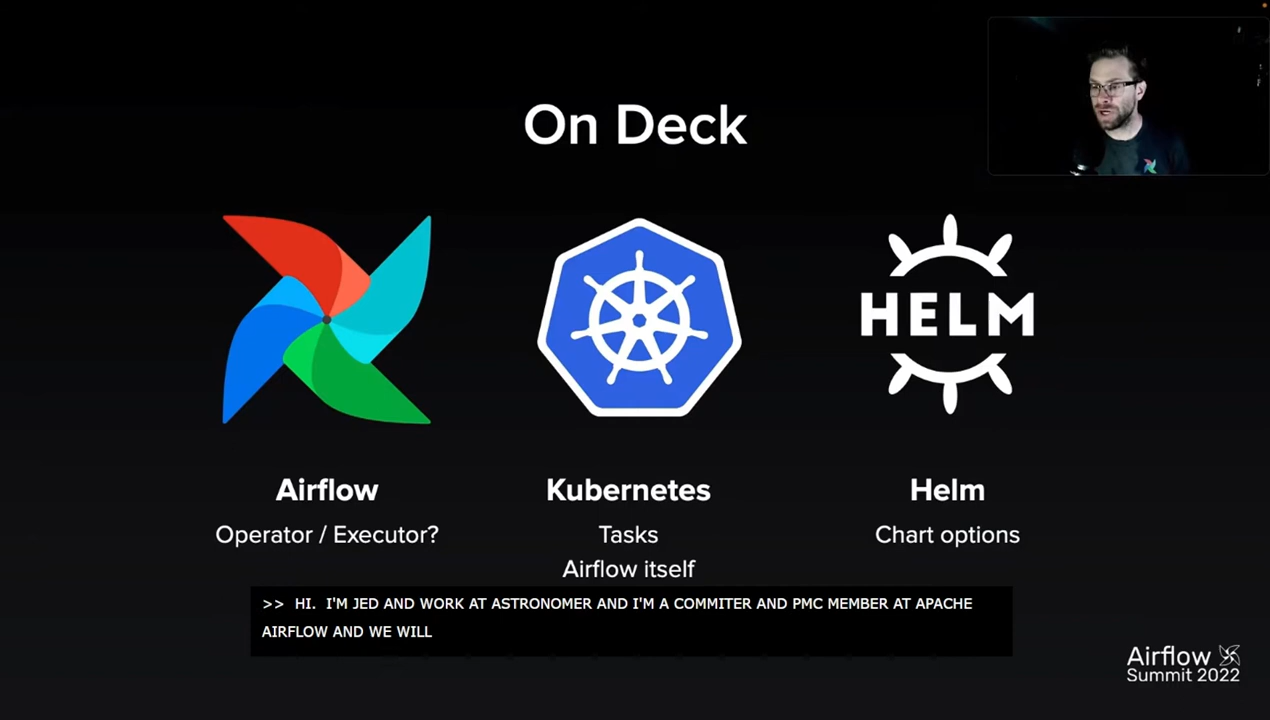 On Deck
HELM
Airflow
Operator / Executor?
Kubernetes
Tasks
Airflow itself
Helm
Chart options
>> HI. I'M JED AND WORK AT ASTRONOMER AND I'M A COMMITER AND PMC MEMBER AT APACHE
AIRFLOW AND WE WILL
Airflow
Summit 2022